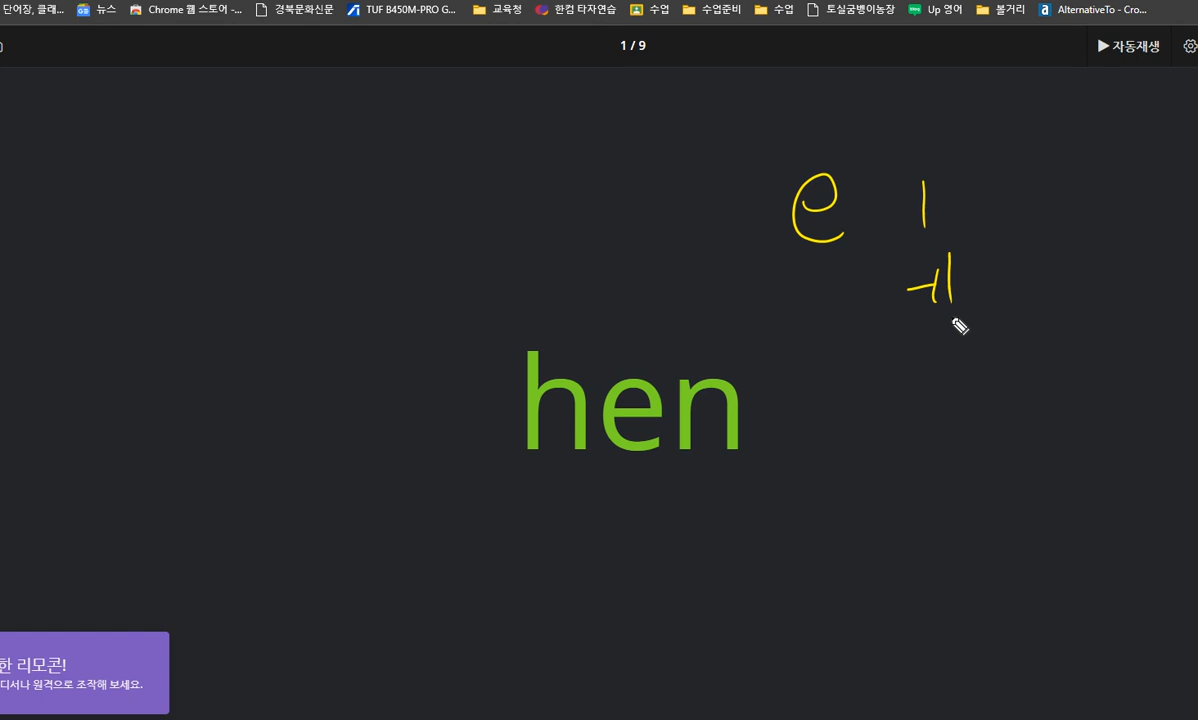 단어장, 클래... 뉴스 Chrome 웹 스토어 -... 경북문화신문 TUF B450M-PRO G... 교육청 한컴 타자연습 수업 수업준비 수업 토실굼벵이농장 Up 영어 볼거리 AlternativeTo - Cro...
1 / 9 ▶ 자동재생
e ㅣ
ㅔ
hen
한 리모콘!
디서나 원격으로 조작해 보세요.